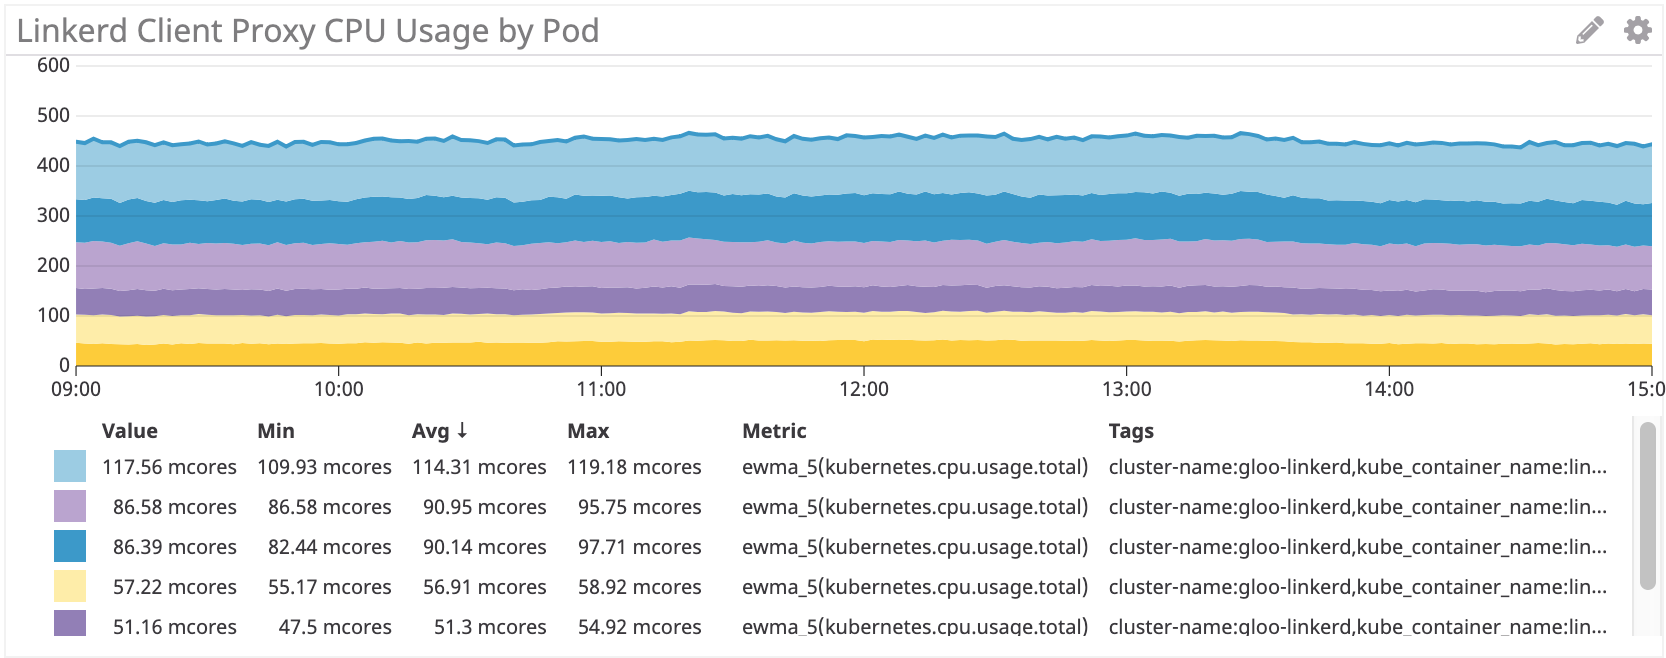 Linkerd Client Proxy CPU Usage by Pod
600
500
400
300
200
100
0
09:00 10:00 11:00 12:00 13:00 14:00 15:0
Value Min Avg ↓ Max Metric Tags
117.56 mcores 109.93 mcores 114.31 mcores 119.18 mcores ewma_5(kubernetes.cpu.usage.total) cluster-name:gloo-linkerd,kube_container_name:lin...
86.58 mcores 86.58 mcores 90.95 mcores 95.75 mcores ewma_5(kubernetes.cpu.usage.total) cluster-name:gloo-linkerd,kube_container_name:lin...
86.39 mcores 82.44 mcores 90.14 mcores 97.71 mcores ewma_5(kubernetes.cpu.usage.total) cluster-name:gloo-linkerd,kube_container_name:lin...
57.22 mcores 55.17 mcores 56.91 mcores 58.92 mcores ewma_5(kubernetes.cpu.usage.total) cluster-name:gloo-linkerd,kube_container_name:lin...
51.16 mcores 47.5 mcores 51.3 mcores 54.92 mcores ewma_5(kubernetes.cpu.usage.total) cluster-name:gloo-linkerd,kube_container_name:lin...